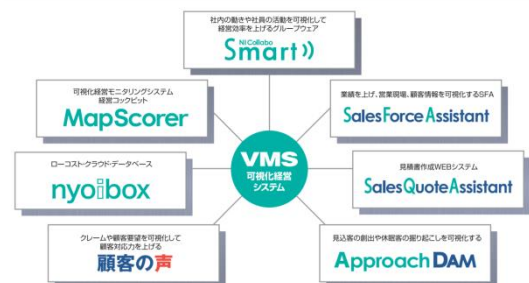 社内の動きや社員の活動を可視化して
経営効率を上げるグループウェア
NI Collabo
Smart
可視化経営モニタリングシステム
経営コックピット
MapScorer
業績を上げ、営業現場、顧客情報を可視化するSFA
Sales Force Assistant
VMS
可視化経営
システム
ローコスト・クラウド・データベース
nyoibox
見積書作成WEBシステム
Sales Quote Assistant
クレームや顧客要望を可視化して
顧客対応力を上げる
顧客の声
見込客の創出や休眠客の掘り起こしを可視化する
Approach DAM